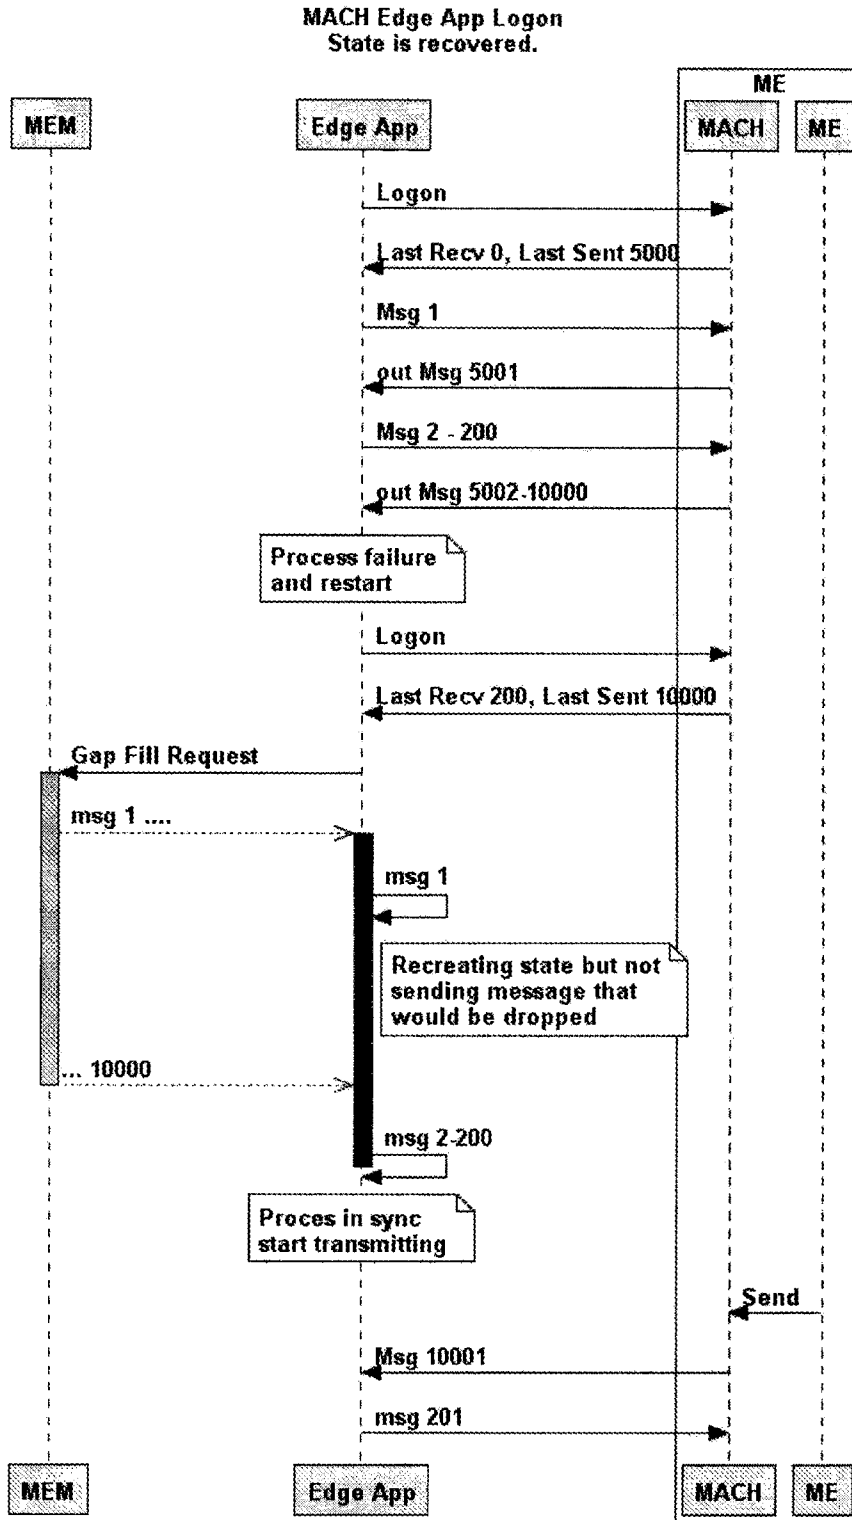 MACH Edge App Logon
State is recovered.
ME
MEM
Edge App
MACH
ME
Logon
Last Recv 0, Last Sent 5000
Msg 1
out Msg 5001
Msg 2 - 200
out Msg 5002-10000
Process failure
and restart
Logon
Last Recv 200, Last Sent 10000
Gap Fill Request
msg 1 ....
msg 1
Recreating state but not
sending message that
would be dropped
... 10000
msg 2-200
Proces in sync
start transmitting
Send
Msg 10001
msg 201
MEM
Edge App
MACH
ME